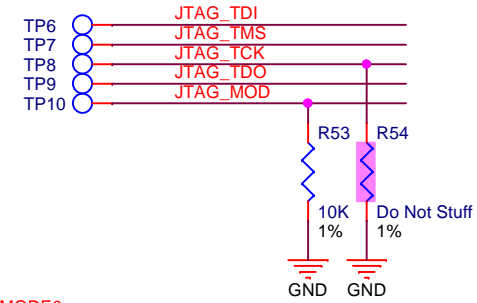 TP6 JTAG_TDI
TP7 JTAG_TMS
TP8 JTAG_TCK
TP9 JTAG_TDO
TP10 JTAG_MOD
R53 R54
10K Do Not Stuff
1% 1%
GND GND